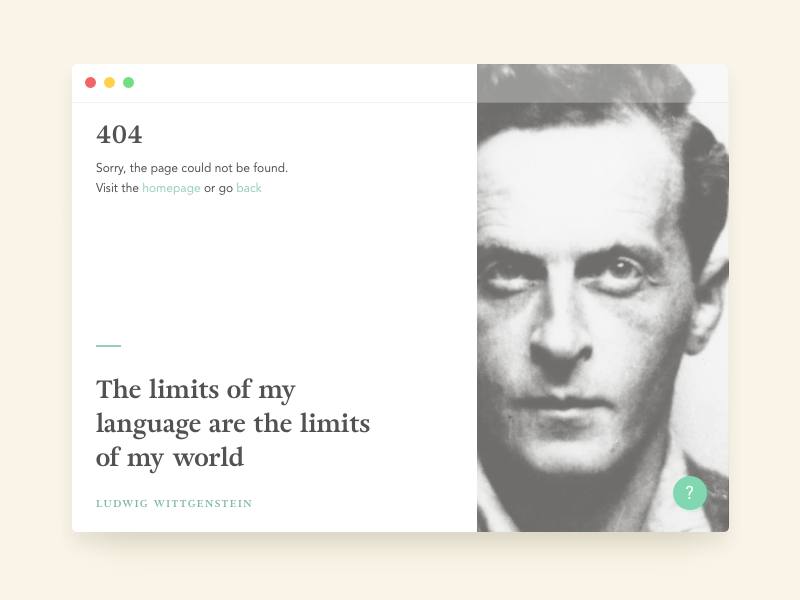 404
Sorry, the page could not be found.
Visit the homepage or go back
The limits of my
language are the limits
of my world
LUDWIG WITTGENSTEIN
?